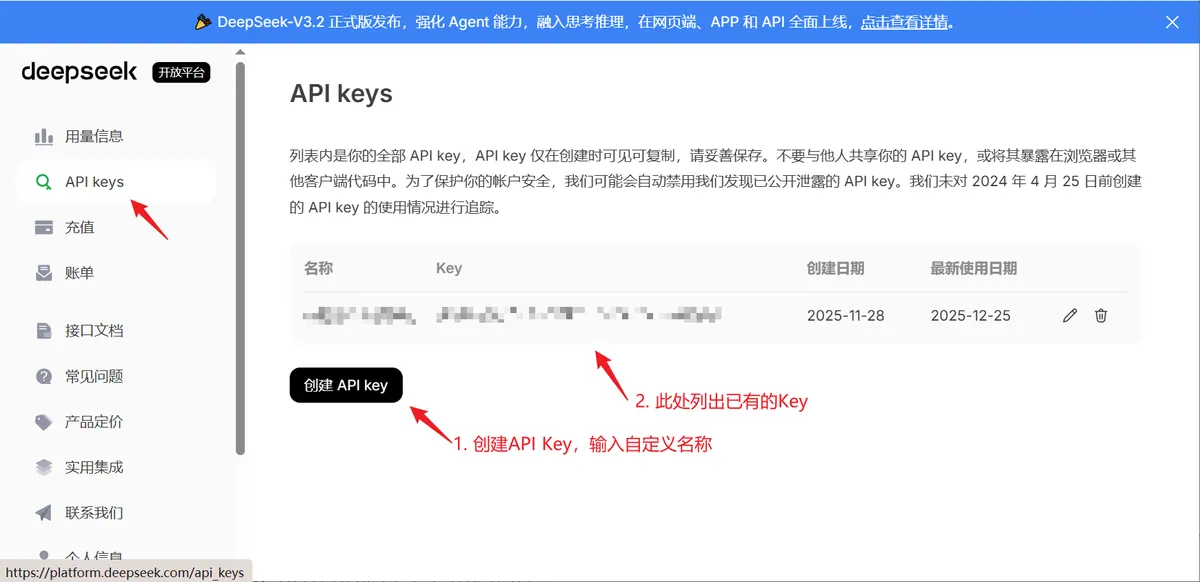 DeepSeek-V3.2 正式版发布，强化 Agent 能力，融入思考推理，在网页端、APP 和 API 全面上线，点击查看详情。
deepseek 开放平台
用量信息
API keys
充值
账单
接口文档
常见问题
产品定价
实用集成
联系我们
个人信息
https://platform.deepseek.com/api_keys
API keys
列表内是你的全部 API key，API key 仅在创建时可见可复制，请妥善保存。不要与他人共享你的 API key，或将其暴露在浏览器或其
他客户端代码中。为了保护你的帐户安全，我们可能会自动禁用我们发现已公开泄露的 API key。我们未对 2024 年 4 月 25 日前创建
的 API key 的使用情况进行追踪。
名称 Key 创建日期 最新使用日期
2025-11-28 2025-12-25
创建 API key
2. 此处列出已有的Key
1. 创建API Key，输入自定义名称